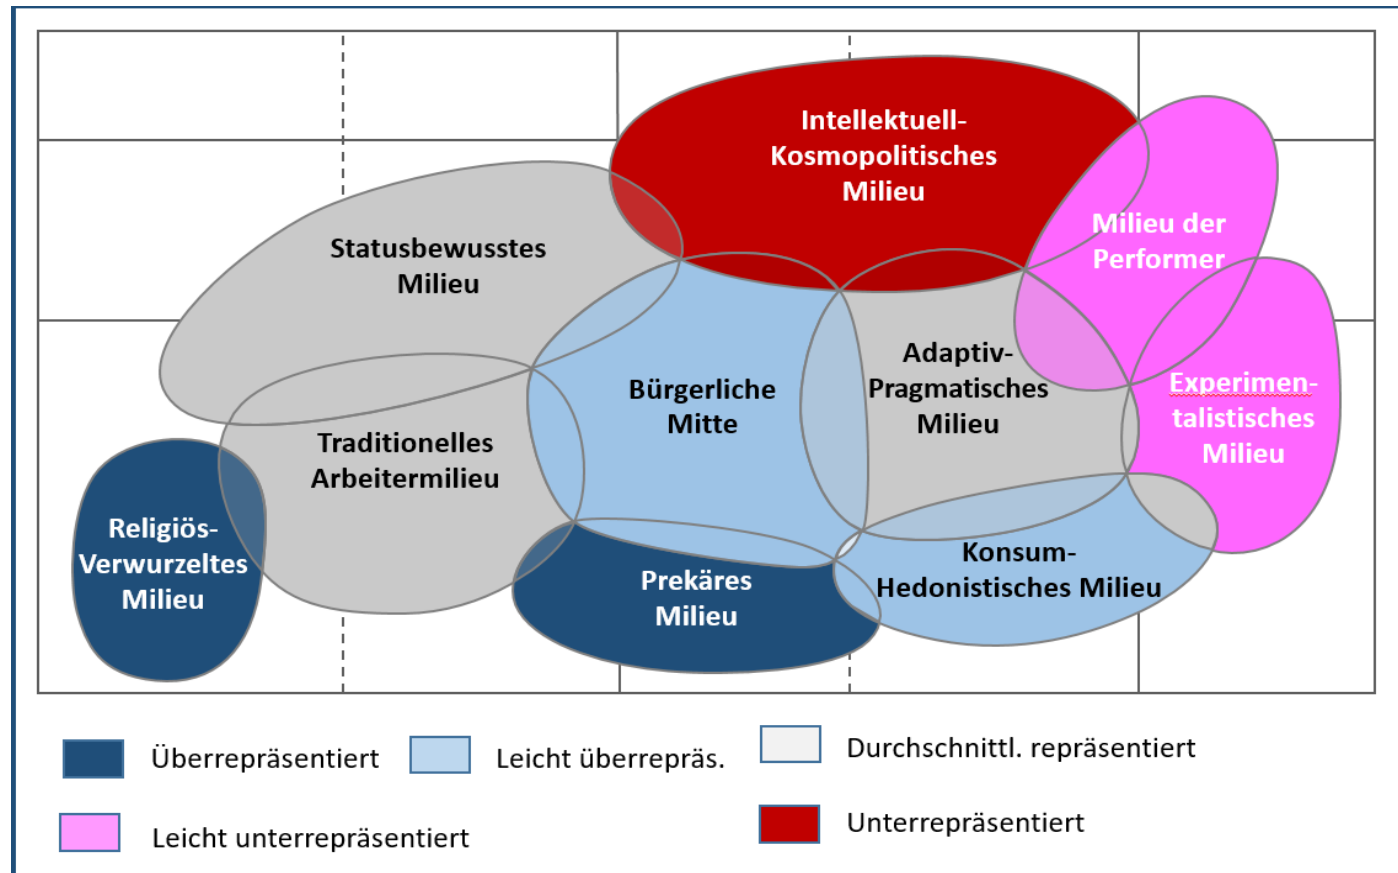 Intellektuell-
Kosmopolitisches
Milieu
Milieu der
Performer
Statusbewusstes
Milieu
Adaptiv-
Pragmatisches
Milieu
Bürgerliche
Mitte
Experimen-
talistisches
Milieu
Traditionelles
Arbeitermilieu
Religiös-
Verwurzeltes
Milieu
Prekäres
Milieu
Konsum-
Hedonistisches Milieu
Überrepräsentiert
Leicht überrepräs.
Durchschnittl. repräsentiert
Leicht unterrepräsentiert
Unterrepräsentiert